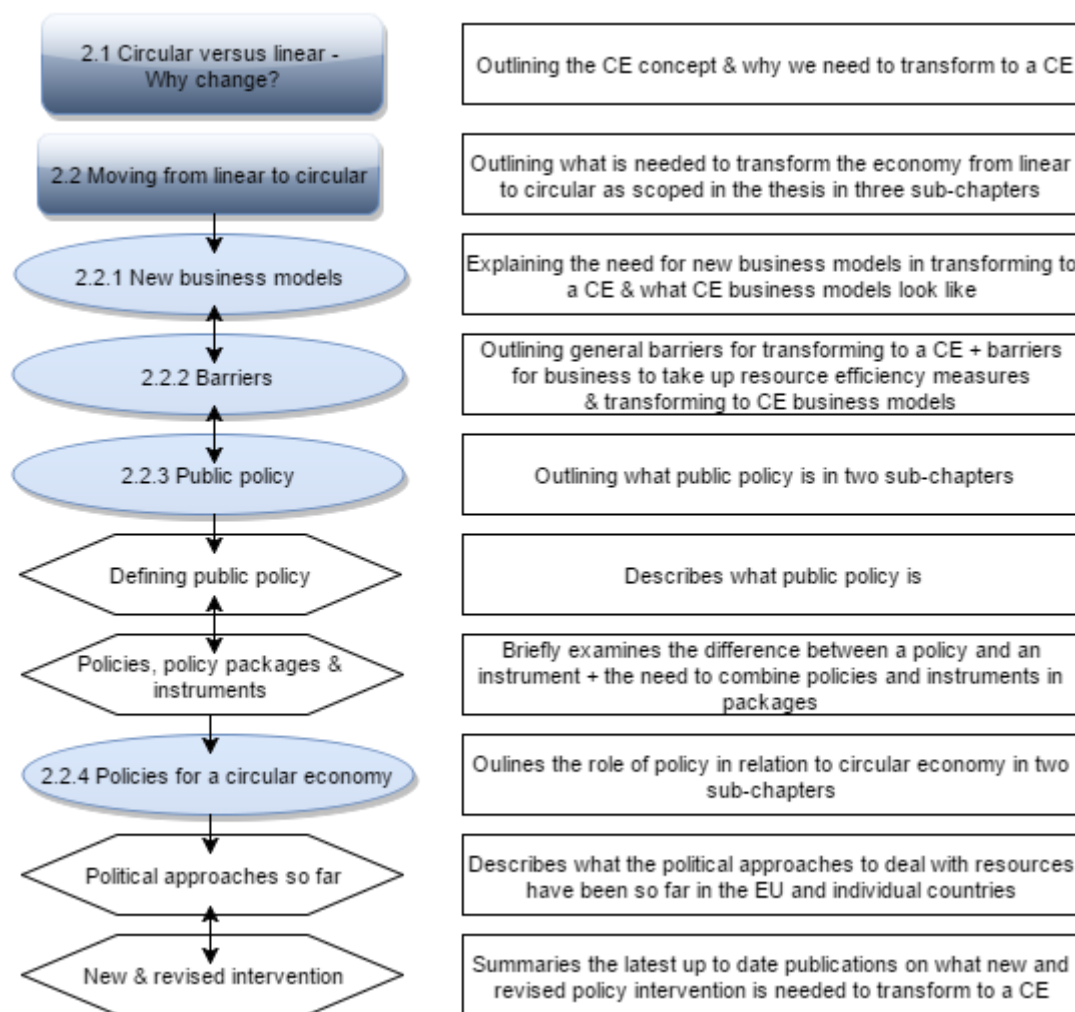 2.1 Circular versus linear -
Why change?
Outlining the CE concept & why we need to transform to a CE
2.2 Moving from linear to circular
Outlining what is needed to transform the economy from linear
to circular as scoped in the thesis in three sub-chapters
2.2.1 New business models
Explaining the need for new business models in transforming to
a CE & what CE business models look like
2.2.2 Barriers
Outlining general barriers for transforming to a CE + barriers
for business to take up resource efficiency measures
& transforming to CE business models
2.2.3 Public policy
Outlining what public policy is in two sub-chapters
Defining public policy
Describes what public policy is
Policies, policy packages &
instruments
Briefly examines the difference between a policy and an
instrument + the need to combine policies and instruments in
packages
2.2.4 Policies for a circular economy
Oulines the role of policy in relation to circular economy in two
sub-chapters
Political approaches so far
Describes what the political approaches to deal with resources
have been so far in the EU and individual countries
New & revised intervention
Summaries the latest up to date publications on what new and
revised policy intervention is needed to transform to a CE